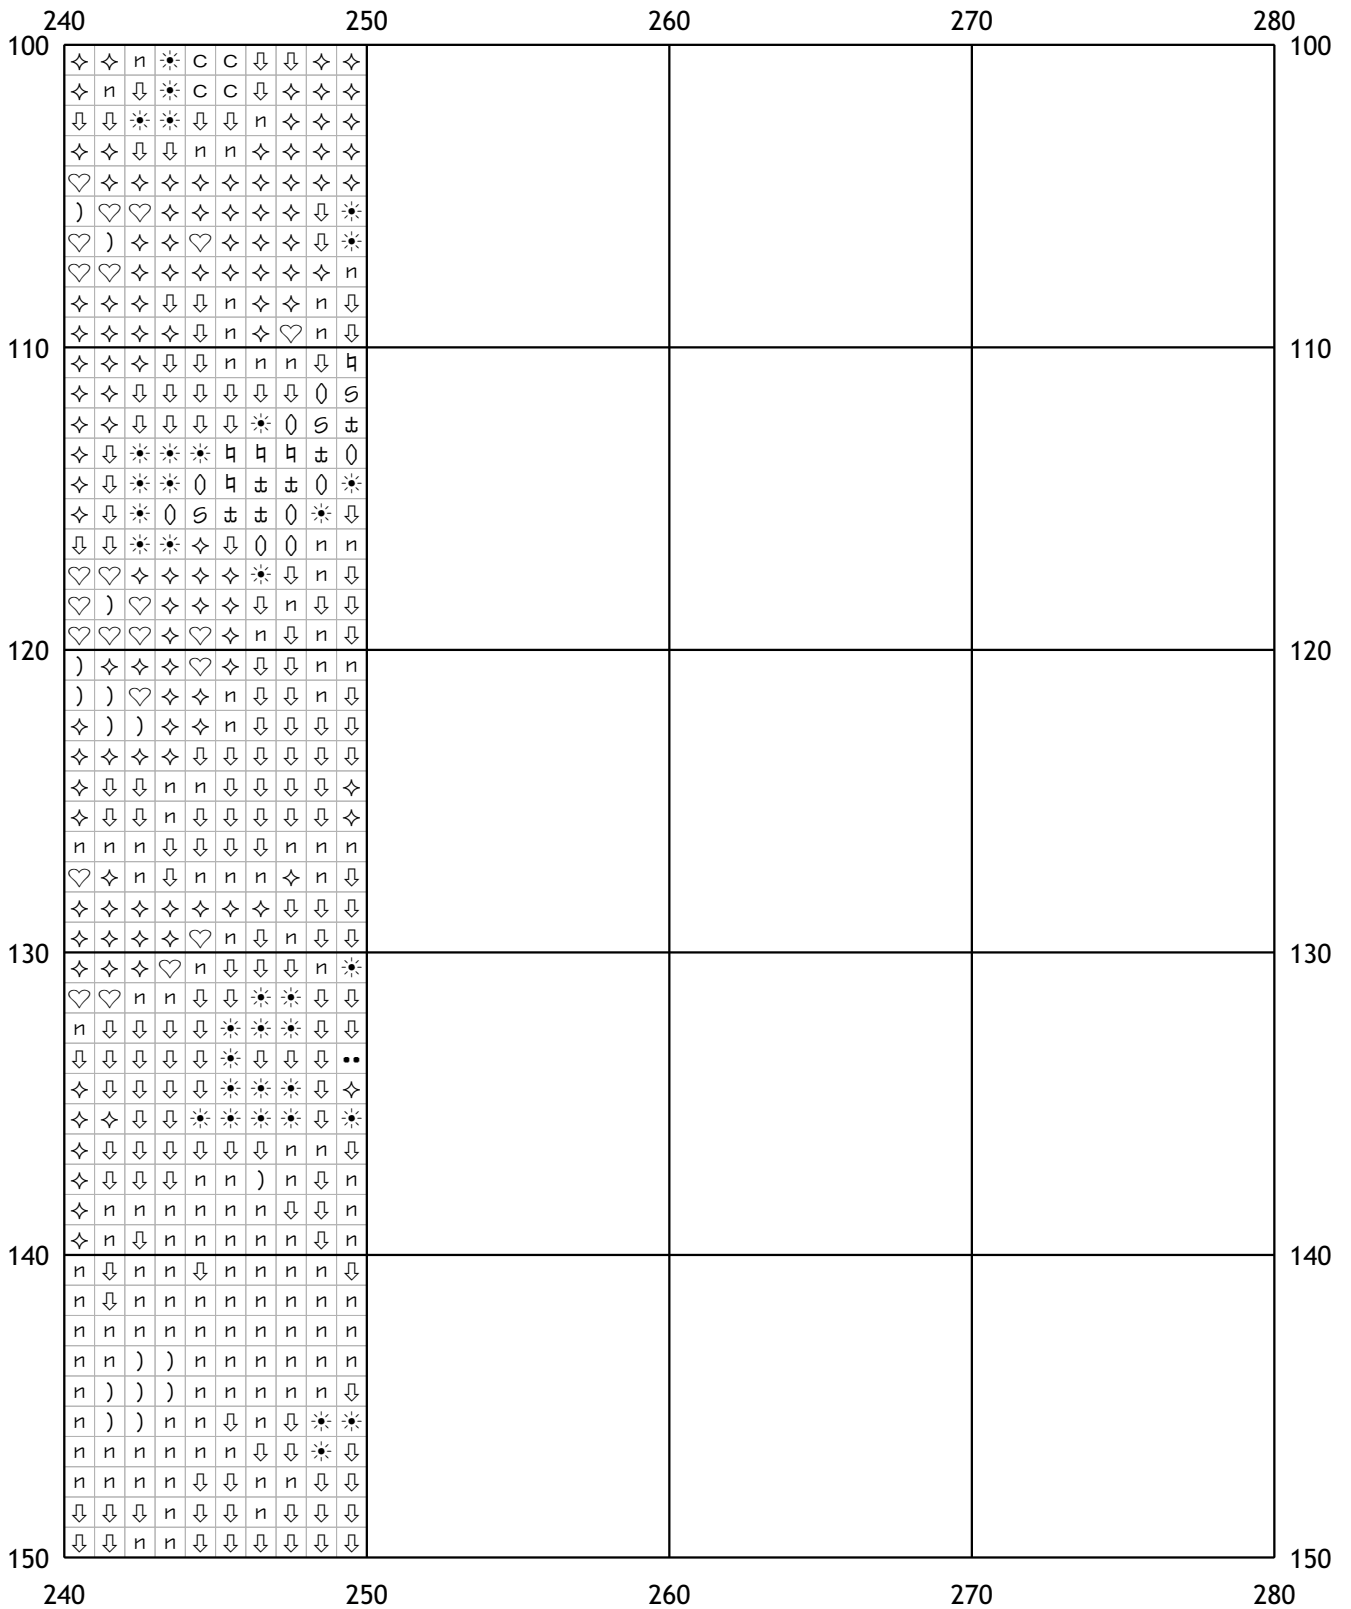 240 250 260 270 280
100 ✧ ✧ n ☀ c c ⇩ ⇩ ✧ ✧ 100
✧ n ⇩ ☀ c c ⇩ ✧ ✧ ✧
⇩ ⇩ ☀ ☀ ⇩ ⇩ n ✧ ✧ ✧
✧ ✧ ⇩ ⇩ n n ✧ ✧ ✧ ✧
♡ ✧ ✧ ✧ ✧ ✧ ✧ ✧ ✧ ✧
) ♡ ♡ ✧ ✧ ✧ ✧ ✧ ⇩ ☀
♡ ) ✧ ✧ ♡ ✧ ✧ ✧ ⇩ ☀
♡ ♡ ✧ ✧ ✧ ✧ ✧ ✧ ✧ n
✧ ✧ ✧ ⇩ ⇩ n ✧ ✧ n ⇩
✧ ✧ ✧ ✧ ⇩ n ✧ ♡ n ⇩
110 ✧ ✧ ✧ ⇩ ⇩ n n n ⇩ ♮ 110
✧ ✧ ⇩ ⇩ ⇩ ⇩ ⇩ ⇩ ⬯ S
✧ ✧ ⇩ ⇩ ⇩ ⇩ ☀ ⬯ S ⚓
✧ ⇩ ☀ ☀ ☀ ♮ ♮ ♮ ⚓ ⬯
✧ ⇩ ☀ ☀ ⬯ ♮ ⚓ ⚓ ⬯ ☀
✧ ⇩ ☀ ⬯ S ⚓ ⚓ ⬯ ☀ ⇩
⇩ ⇩ ☀ ☀ ✧ ⇩ ⬯ ⬯ n n
♡ ♡ ✧ ✧ ✧ ✧ ☀ ⇩ n ⇩
♡ ) ♡ ✧ ✧ ✧ ⇩ n ⇩ ⇩
♡ ♡ ♡ ✧ ♡ ✧ n ⇩ n ⇩
120 ) ✧ ✧ ✧ ♡ ✧ ⇩ ⇩ n n 120
) ) ♡ ✧ ✧ n ⇩ ⇩ n ⇩
✧ ) ) ✧ ✧ n ⇩ ⇩ ⇩ ⇩
✧ ✧ ✧ ✧ ⇩ ⇩ ⇩ ⇩ ⇩ ⇩
✧ ⇩ ⇩ n n ⇩ ⇩ ⇩ ⇩ ✧
✧ ⇩ ⇩ n ⇩ ⇩ ⇩ ⇩ ⇩ ✧
n n n ⇩ ⇩ ⇩ ⇩ n n n
♡ ✧ n ⇩ n n n ✧ n ⇩
✧ ✧ ✧ ✧ ✧ ✧ ✧ ⇩ ⇩ ⇩
✧ ✧ ✧ ✧ ♡ n ⇩ n ⇩ ⇩
130 ✧ ✧ ✧ ♡ n ⇩ ⇩ ⇩ n ☀ 130
♡ ♡ n n ⇩ ⇩ ☀ ☀ ⇩ ⇩
n ⇩ ⇩ ⇩ ⇩ ☀ ☀ ☀ ⇩ ⇩
⇩ ⇩ ⇩ ⇩ ⇩ ☀ ⇩ ⇩ ⇩ ••
✧ ⇩ ⇩ ⇩ ⇩ ☀ ☀ ☀ ⇩ ✧
✧ ✧ ⇩ ⇩ ☀ ☀ ☀ ☀ ⇩ ☀
✧ ⇩ ⇩ ⇩ ⇩ ⇩ ⇩ n n ⇩
✧ ⇩ ⇩ ⇩ n n ) n ⇩ n
✧ n n n n n n ⇩ ⇩ n
✧ n ⇩ n n n n n ⇩ n
140 n ⇩ n n ⇩ n n n n ⇩ 140
n ⇩ n n n n n n n n
n n n n n n n n n n
n n ) ) n n n n n n
n ) ) ) n n n n n ⇩
n ) ) n n ⇩ n ⇩ ☀ ☀
n n n n n n ⇩ ⇩ ☀ ⇩
n n n n ⇩ ⇩ n n ⇩ ⇩
⇩ ⇩ ⇩ n ⇩ ⇩ n ⇩ ⇩ ⇩
⇩ ⇩ n n ⇩ ⇩ ⇩ ⇩ ⇩ ⇩
150 150
240 250 260 270 280